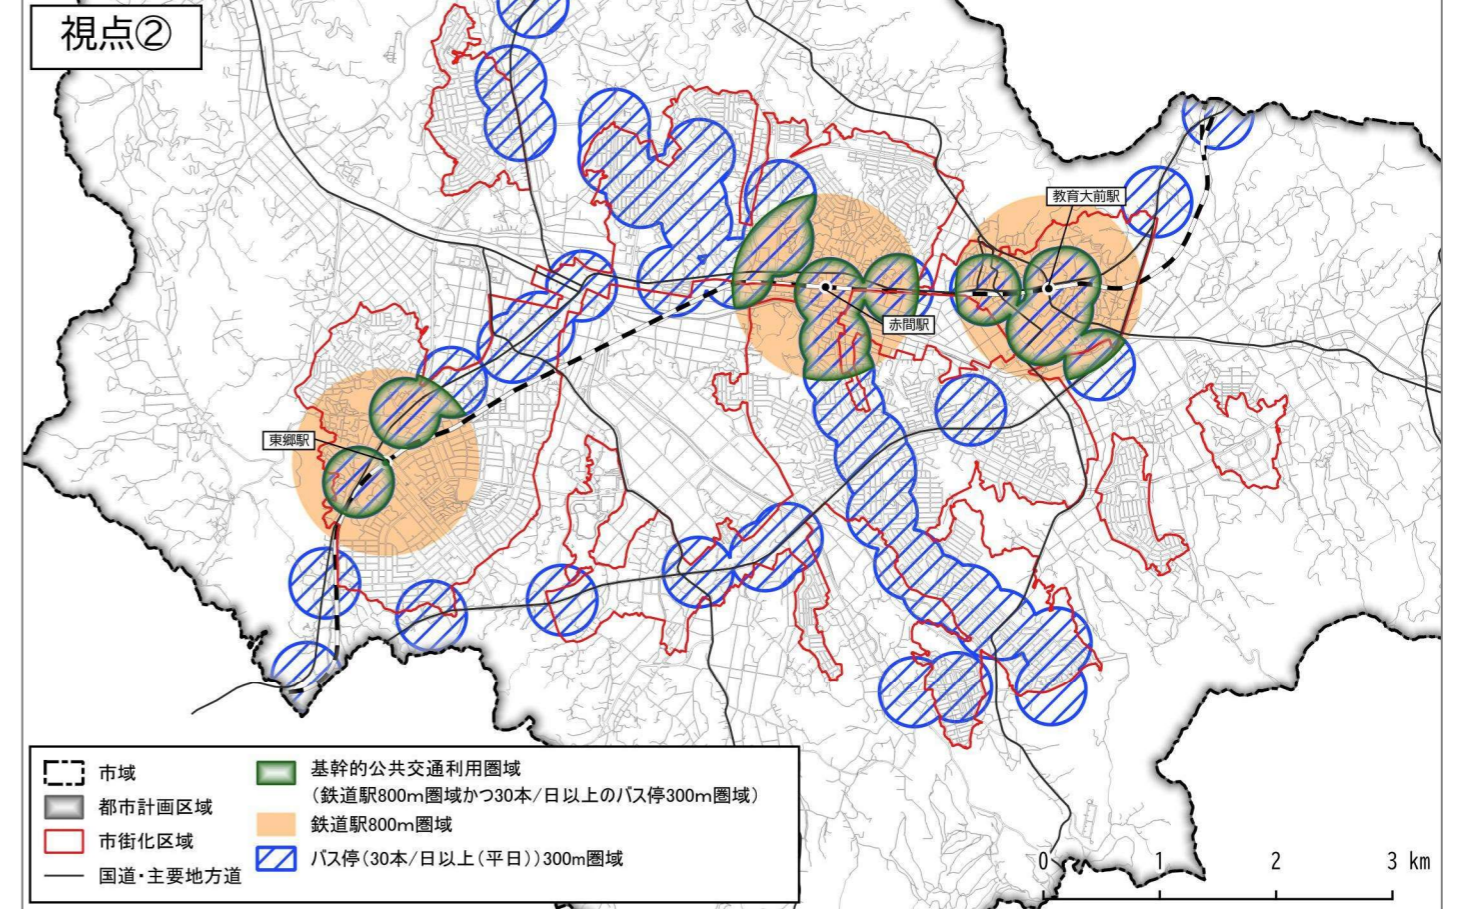 視点②
教育大前駅
赤間駅
東郷駅
市域
都市計画区域
市街化区域
国道・主要地方道
基幹的公共交通利用圏域
（鉄道駅800m圏域かつ30本/日以上のバス停300m圏域）
鉄道駅800m圏域
バス停（30本/日以上（平日））300m圏域
0 1 2 3 km